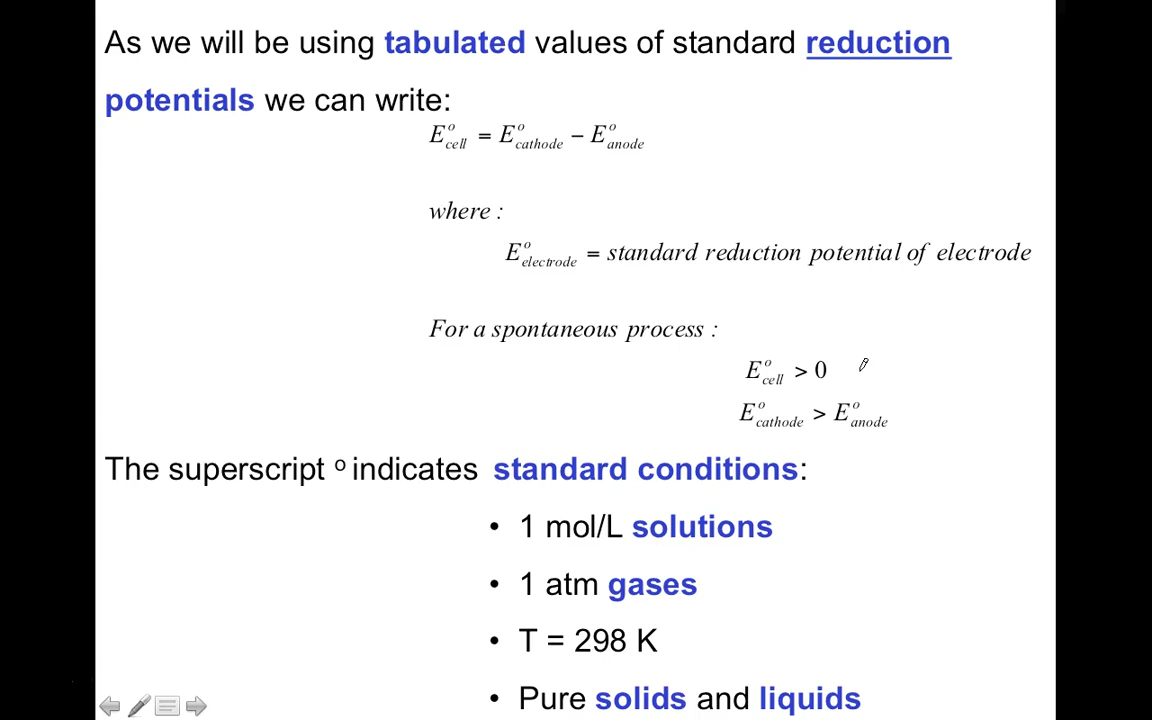 As we will be using tabulated values of standard reduction
potentials we can write:
E°cell = E°cathode − E°anode
where :
E°electrode = standard reduction potential of electrode
For a spontaneous process :
E°cell > 0
E°cathode > E°anode
The superscript ° indicates standard conditions:
• 1 mol/L solutions
• 1 atm gases
• T = 298 K
• Pure solids and liquids